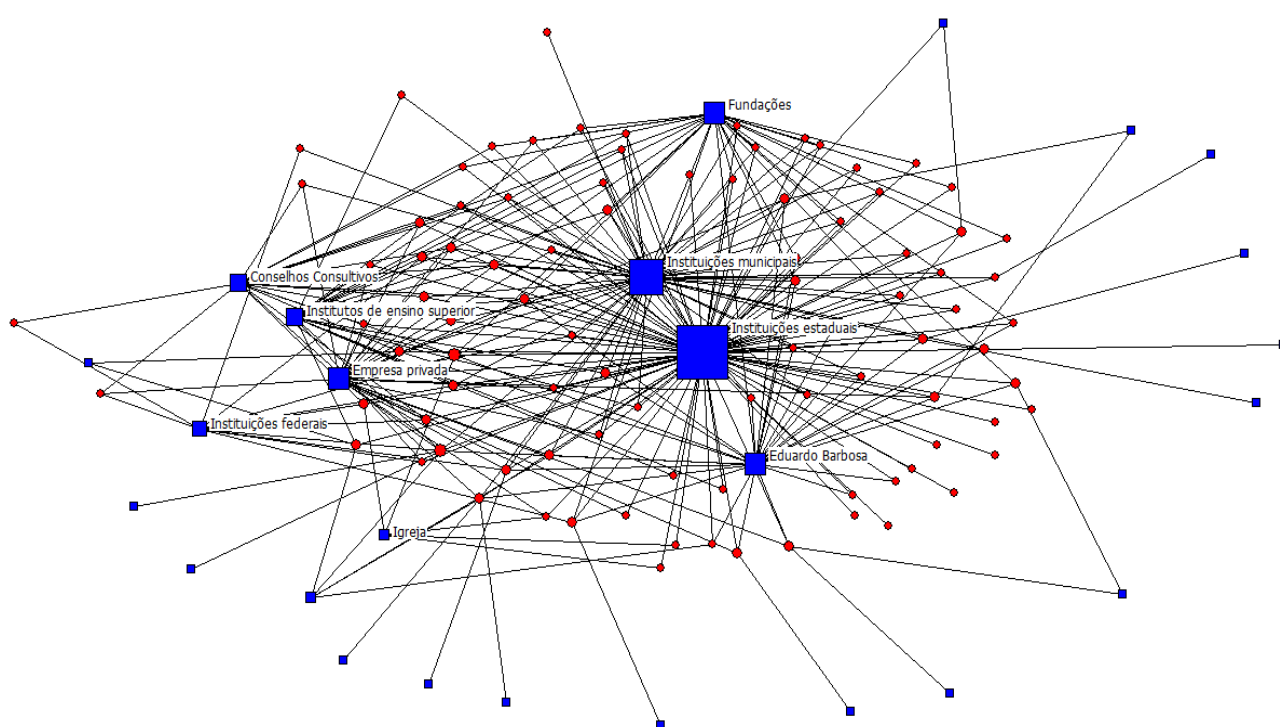 Fundações
Instituições municipais
Conselhos Consultivos
Institutos de ensino superior
Instituições estaduais
Empresa privada
Instituições federais
Eduardo Barbosa
Igreja